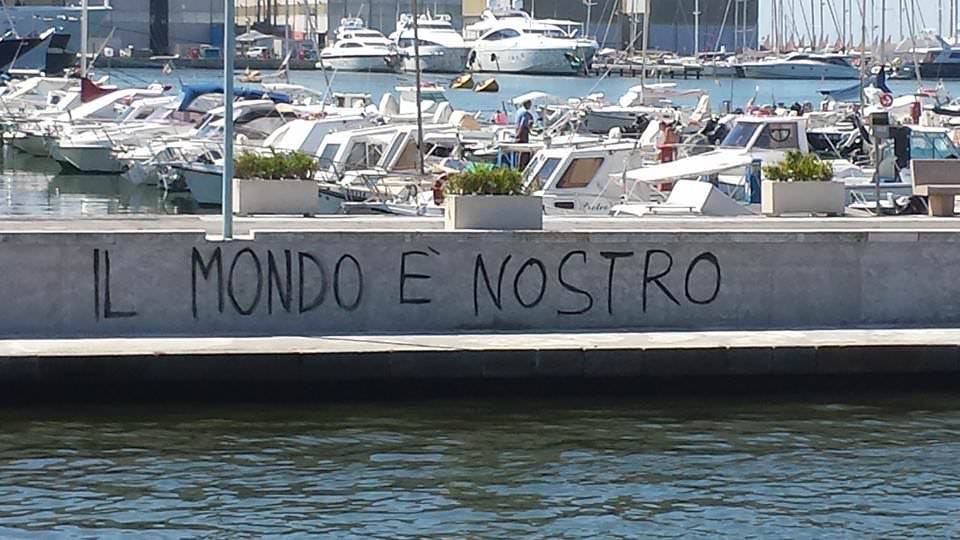 IL MONDO È NOSTRO